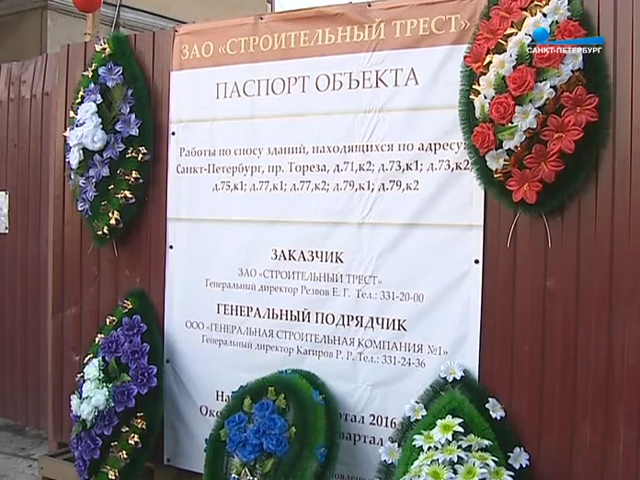 САНКТ-ПЕТЕРБУРГ
ЗАО «СТРОИТЕЛЬНЫЙ ТРЕСТ»
ПАСПОРТ ОБЪЕКТА
Работы по сносу зданий, находящихся по адресу:
Санкт-Петербург, пр. Тореза, д.71,к2; д.73,к1; д.73,к2,
д.75,к1; д.77,к1; д.77,к2; д.79,к1; д.79,к2
ЗАКАЗЧИК
ЗАО «СТРОИТЕЛЬНЫЙ ТРЕСТ»
Генеральный директор Резвов Е. Г. Тел.: 331-20-00
ГЕНЕРАЛЬНЫЙ ПОДРЯДЧИК
ООО «ГЕНЕРАЛЬНАЯ СТРОИТЕЛЬНАЯ КОМПАНИЯ №1»
Генеральный директор Кагиров Р. Р. Тел.: 331-24-36
2016